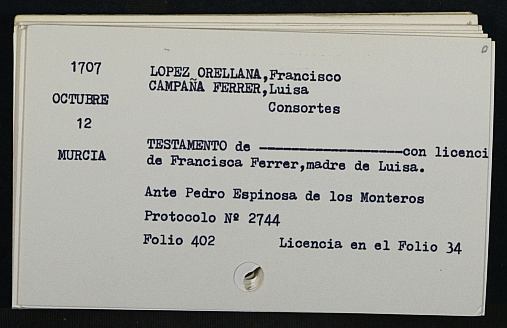 1707
OCTUBRE
12
MURCIA
LOPEZ ORELLANA,Francisco
CAMPAÑA FERRER,Luisa
Consortes
TESTAMENTO de ------------------con licenci
de Francisca Ferrer,madre de Luisa.
Ante Pedro Espinosa de los Monteros
Protocolo Nº 2744
Folio 402 Licencia en el Folio 34